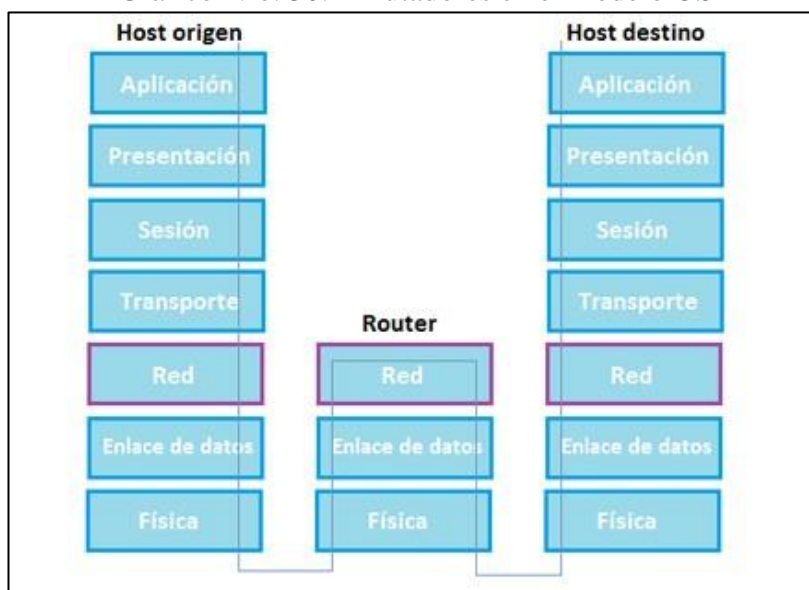 Host origen
Host destino
Aplicación
Aplicación
Presentación
Presentación
Sesión
Sesión
Transporte
Transporte
Router
Red
Red
Red
Enlace de datos
Enlace de datos
Enlace de datos
Física
Física
Física